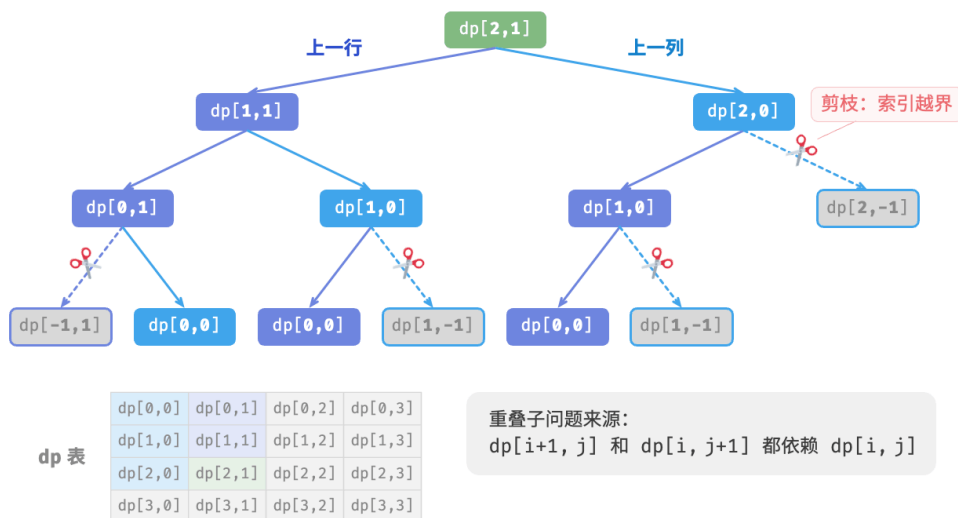 dp[2,1]
上一行
上一列
dp[1,1]
dp[2,0]
剪枝：索引越界
dp[0,1]
dp[1,0]
dp[1,0]
dp[2,-1]
dp[-1,1]
dp[0,0]
dp[0,0]
dp[1,-1]
dp[0,0]
dp[1,-1]
dp 表
dp[0,0] dp[0,1] dp[0,2] dp[0,3]
dp[1,0] dp[1,1] dp[1,2] dp[1,3]
dp[2,0] dp[2,1] dp[2,2] dp[2,3]
dp[3,0] dp[3,1] dp[3,2] dp[3,3]
重叠子问题来源：
dp[i+1,j] 和 dp[i,j+1] 都依赖 dp[i,j]